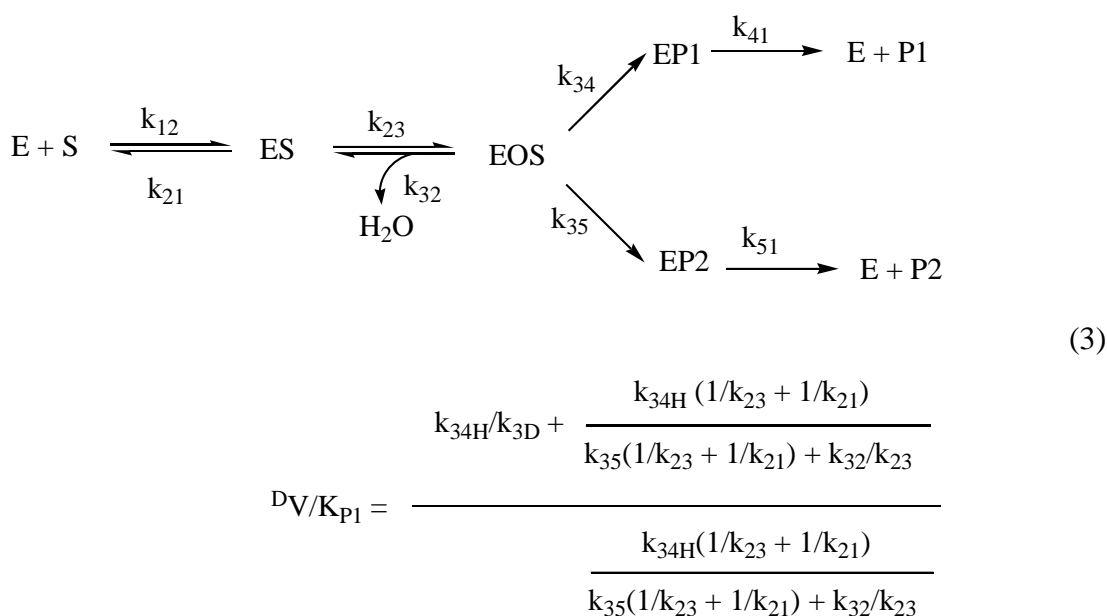 k41
EP1 E + P1
k34
k12 k23
E + S ES EOS
k21 k32
k35
H2O
k51
EP2 E + P2
(3)
k34H (1/k23 + 1/k21)
k34H/k3D +
k35(1/k23 + 1/k21) + k32/k23
DV/KP1 =
k34H(1/k23 + 1/k21)
k35(1/k23 + 1/k21) + k32/k23